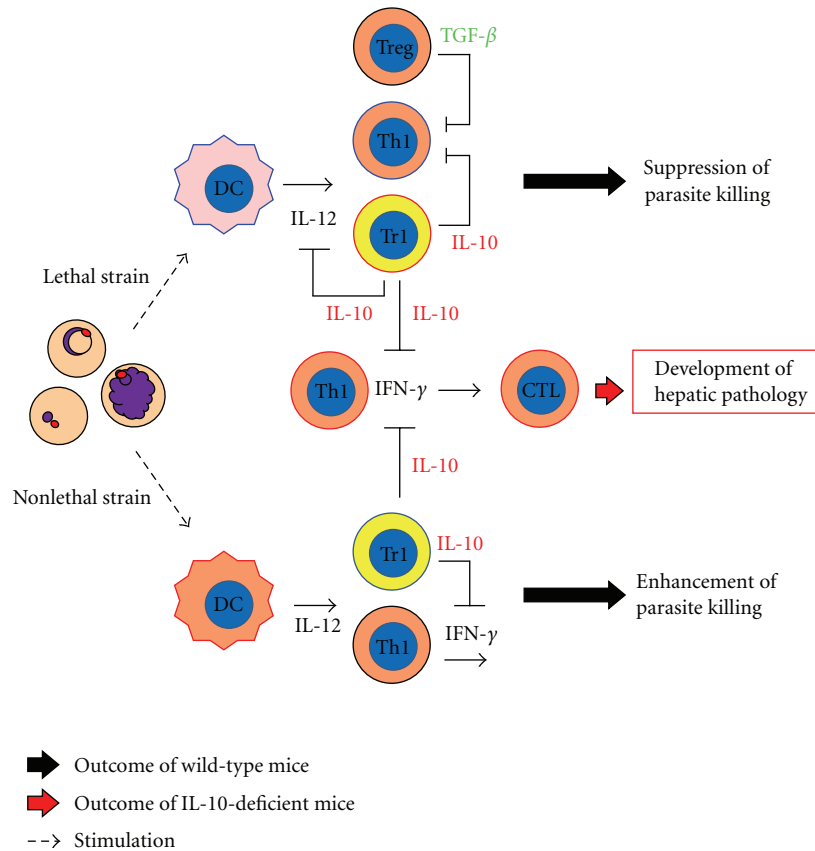 TGF-β
Treg
Th1
DC
IL-12
Tr1
IL-10
Suppression of
parasite killing
Lethal strain
IL-10
IL-10
Th1
IFN-γ
CTL
Development of
hepatic pathology
IL-10
Nonlethal strain
Tr1
IL-10
DC
IL-12
Th1
IFN-γ
Enhancement of
parasite killing
Outcome of wild-type mice
Outcome of IL-10-deficient mice
Stimulation